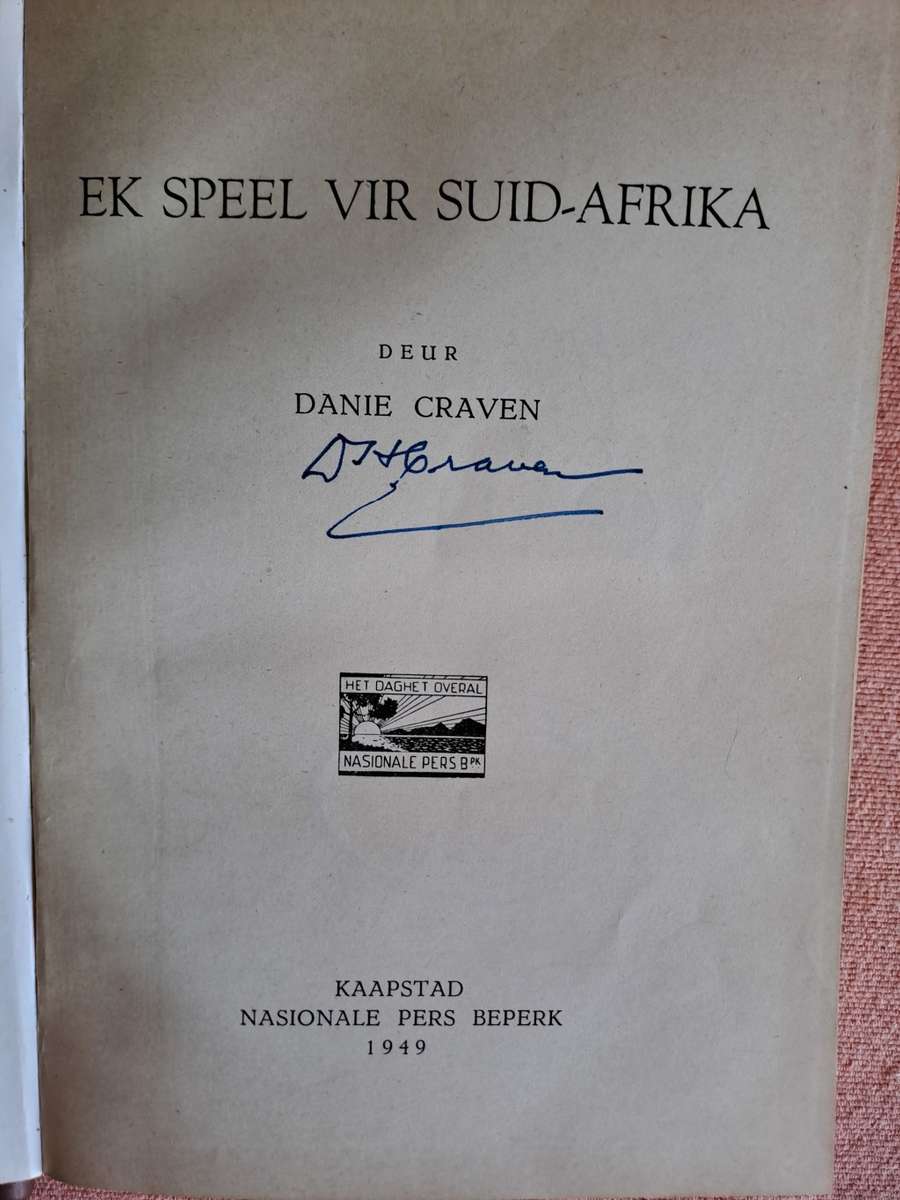 EK SPEEL VIR SUID-AFRIKA
DEUR
DANIE CRAVEN
DHCraven
HET DAGHET OVERAL
NASIONALE PERS BPK
KAAPSTAD
NASIONALE PERS BEPERK
1949